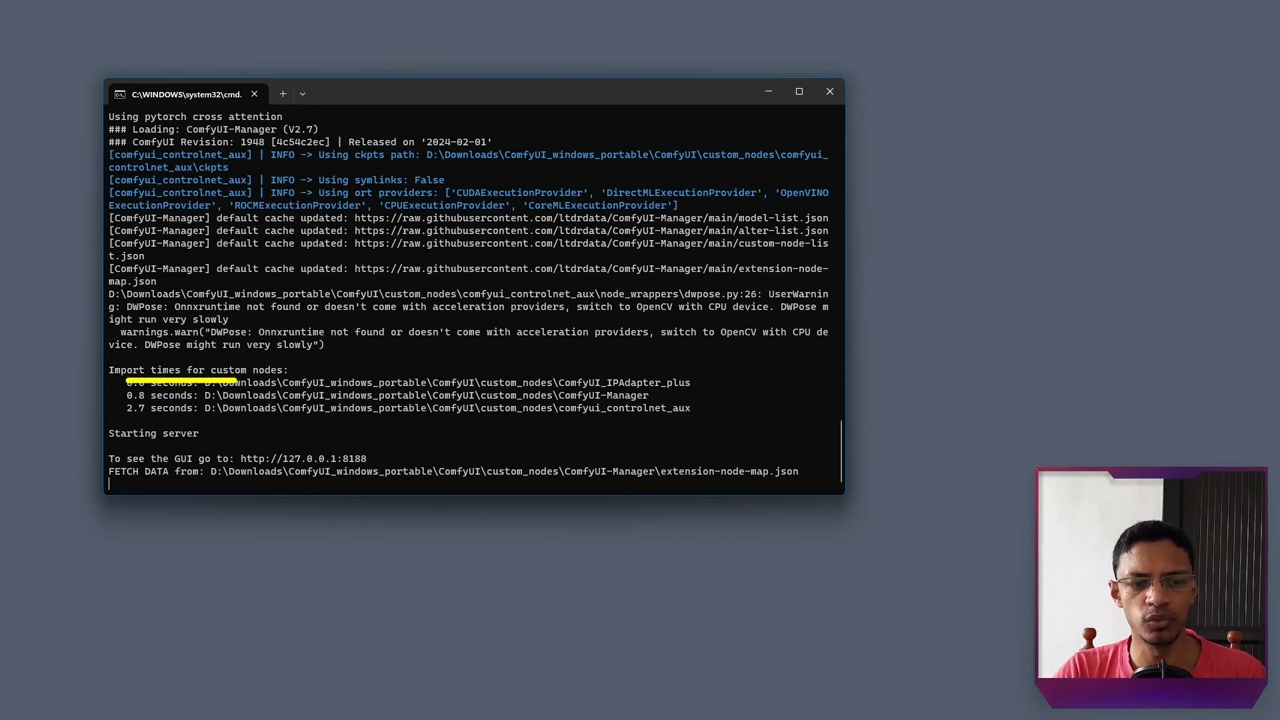 C:\WINDOWS\system32\cmd.
Using pytorch cross attention
### Loading: ComfyUI-Manager (V2.7)
### ComfyUI Revision: 1948 [4c54c2ec] | Released on '2024-02-01'
[comfyui_controlnet_aux] | INFO -> Using ckpts path: D:\Downloads\ComfyUI_windows_portable\ComfyUI\custom_nodes\comfyui_
controlnet_aux\ckpts
[comfyui_controlnet_aux] | INFO -> Using symlinks: False
[comfyui_controlnet_aux] | INFO -> Using ort providers: ['CUDAExecutionProvider', 'DirectMLExecutionProvider', 'OpenVINO
ExecutionProvider', 'ROCMExecutionProvider', 'CPUExecutionProvider', 'CoreMLExecutionProvider']
[ComfyUI-Manager] default cache updated: https://raw.githubusercontent.com/ltdrdata/ComfyUI-Manager/main/model-list.json
[ComfyUI-Manager] default cache updated: https://raw.githubusercontent.com/ltdrdata/ComfyUI-Manager/main/alter-list.json
[ComfyUI-Manager] default cache updated: https://raw.githubusercontent.com/ltdrdata/ComfyUI-Manager/main/custom-node-lis
t.json
[ComfyUI-Manager] default cache updated: https://raw.githubusercontent.com/ltdrdata/ComfyUI-Manager/main/extension-node-
map.json
D:\Downloads\ComfyUI_windows_portable\ComfyUI\custom_nodes\comfyui_controlnet_aux\node_wrappers\dwpose.py:26: UserWarnin
g: DWPose: Onnxruntime not found or doesn't come with acceleration providers, switch to OpenCV with CPU device. DWPose m
ight run very slowly
warnings.warn("DWPose: Onnxruntime not found or doesn't come with acceleration providers, switch to OpenCV with CPU de
vice. DWPose might run very slowly")
Import times for custom nodes:
seconds: D:\Downloads\ComfyUI_windows_portable\ComfyUI\custom_nodes\ComfyUI_IPAdapter_plus
0.8 seconds: D:\Downloads\ComfyUI_windows_portable\ComfyUI\custom_nodes\ComfyUI-Manager
2.7 seconds: D:\Downloads\ComfyUI_windows_portable\ComfyUI\custom_nodes\comfyui_controlnet_aux
Starting server
To see the GUI go to: http://127.0.0.1:8188
FETCH DATA from: D:\Downloads\ComfyUI_windows_portable\ComfyUI\custom_nodes\ComfyUI-Manager\extension-node-map.json